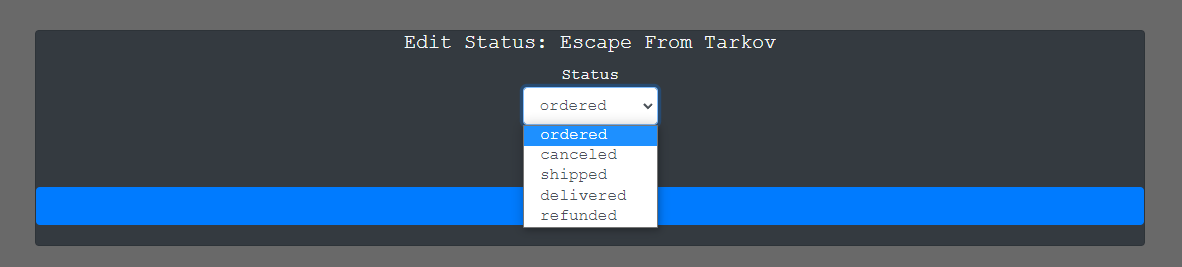 Edit Status: Escape From Tarkov
Status
ordered
ordered
canceled
shipped
delivered
refunded